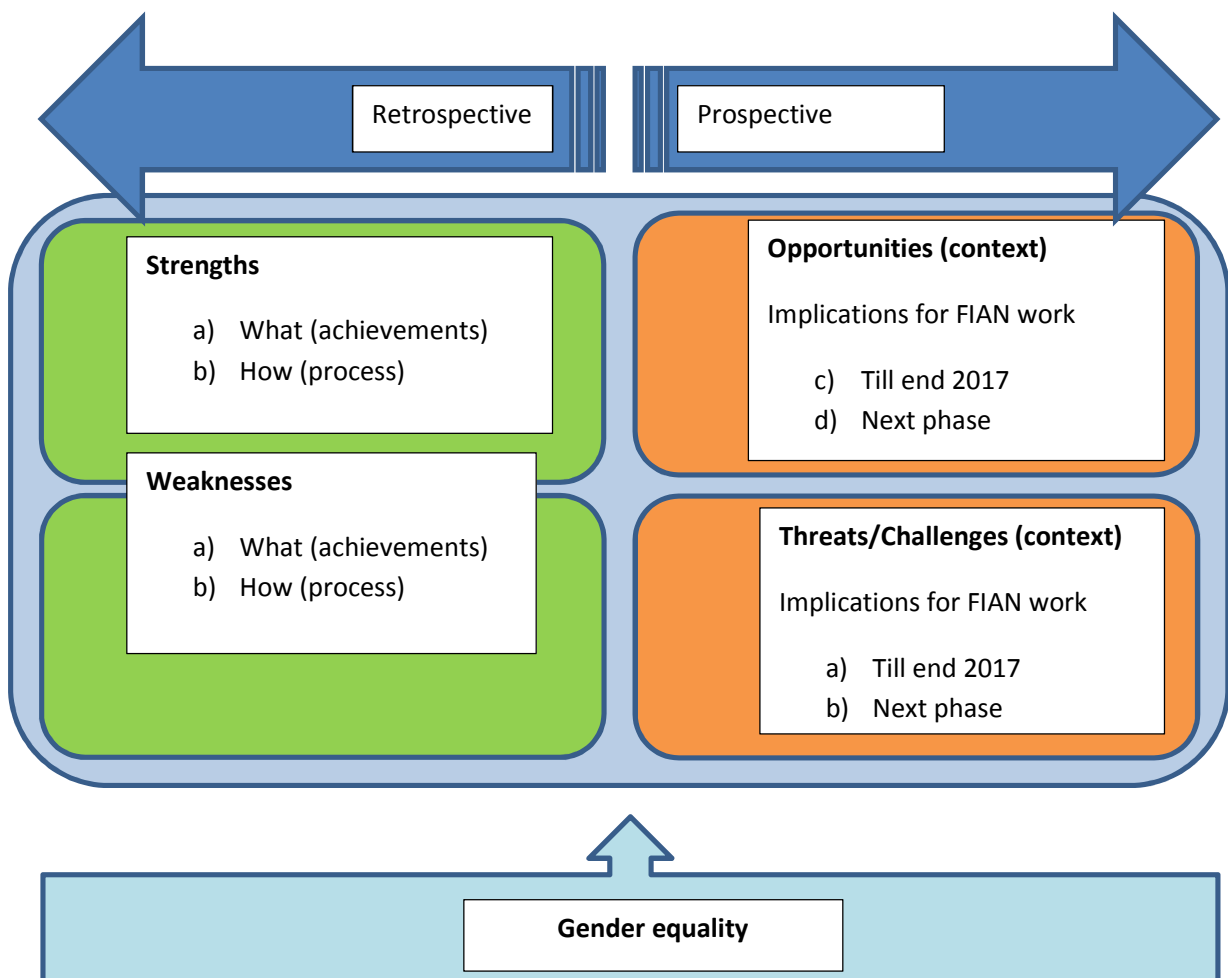 Retrospective
Prospective
Strengths
a) What (achievements)
b) How (process)
Weaknesses
a) What (achievements)
b) How (process)
Opportunities (context)
Implications for FIAN work
c) Till end 2017
d) Next phase
Threats/Challenges (context)
Implications for FIAN work
a) Till end 2017
b) Next phase
Gender equality